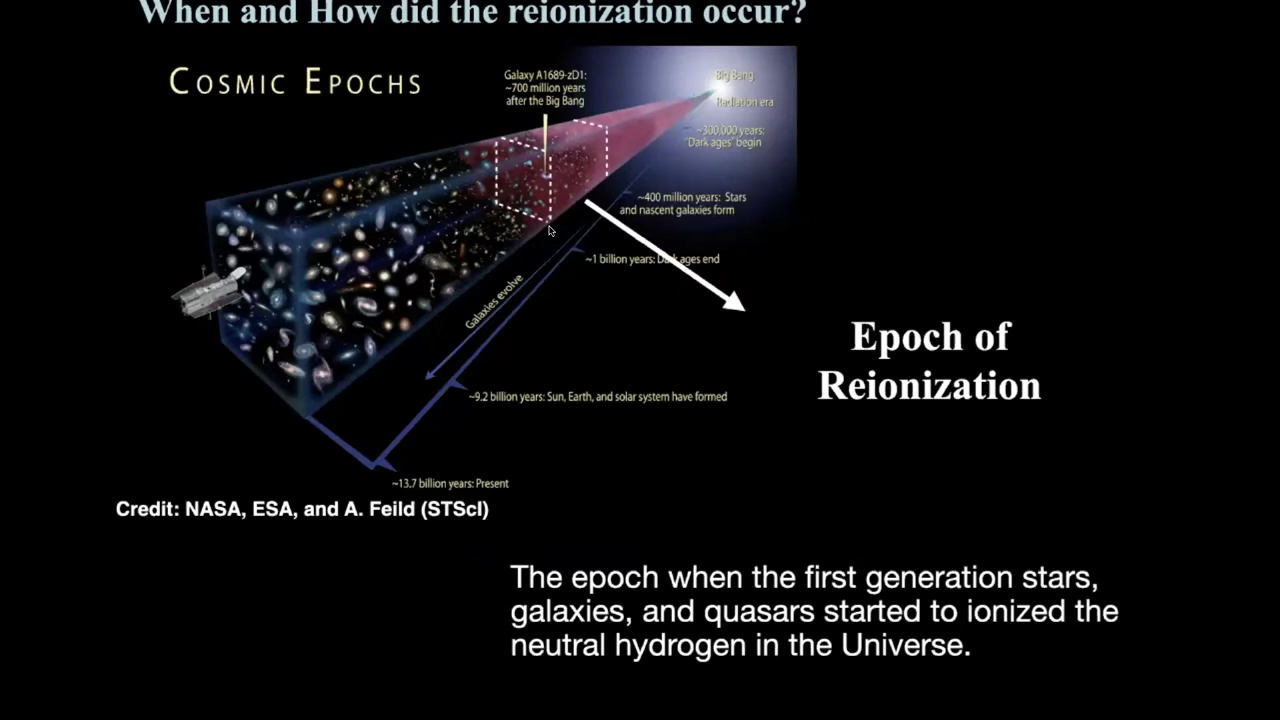 When and How did the reionization occur?
COSMIC EPOCHS
Galaxy A1689-zD1:
~700 million years
after the Big Bang
Big Bang
Radiation era
~300,000 years:
"Dark ages" begin
~400 million years: Stars
and nascent galaxies form
~1 billion years: Dark ages end
Galaxies evolve
~9.2 billion years: Sun, Earth, and solar system have formed
~13.7 billion years: Present
Epoch of
Reionization
Credit: NASA, ESA, and A. Feild (STScI)
The epoch when the first generation stars,
galaxies, and quasars started to ionized the
neutral hydrogen in the Universe.